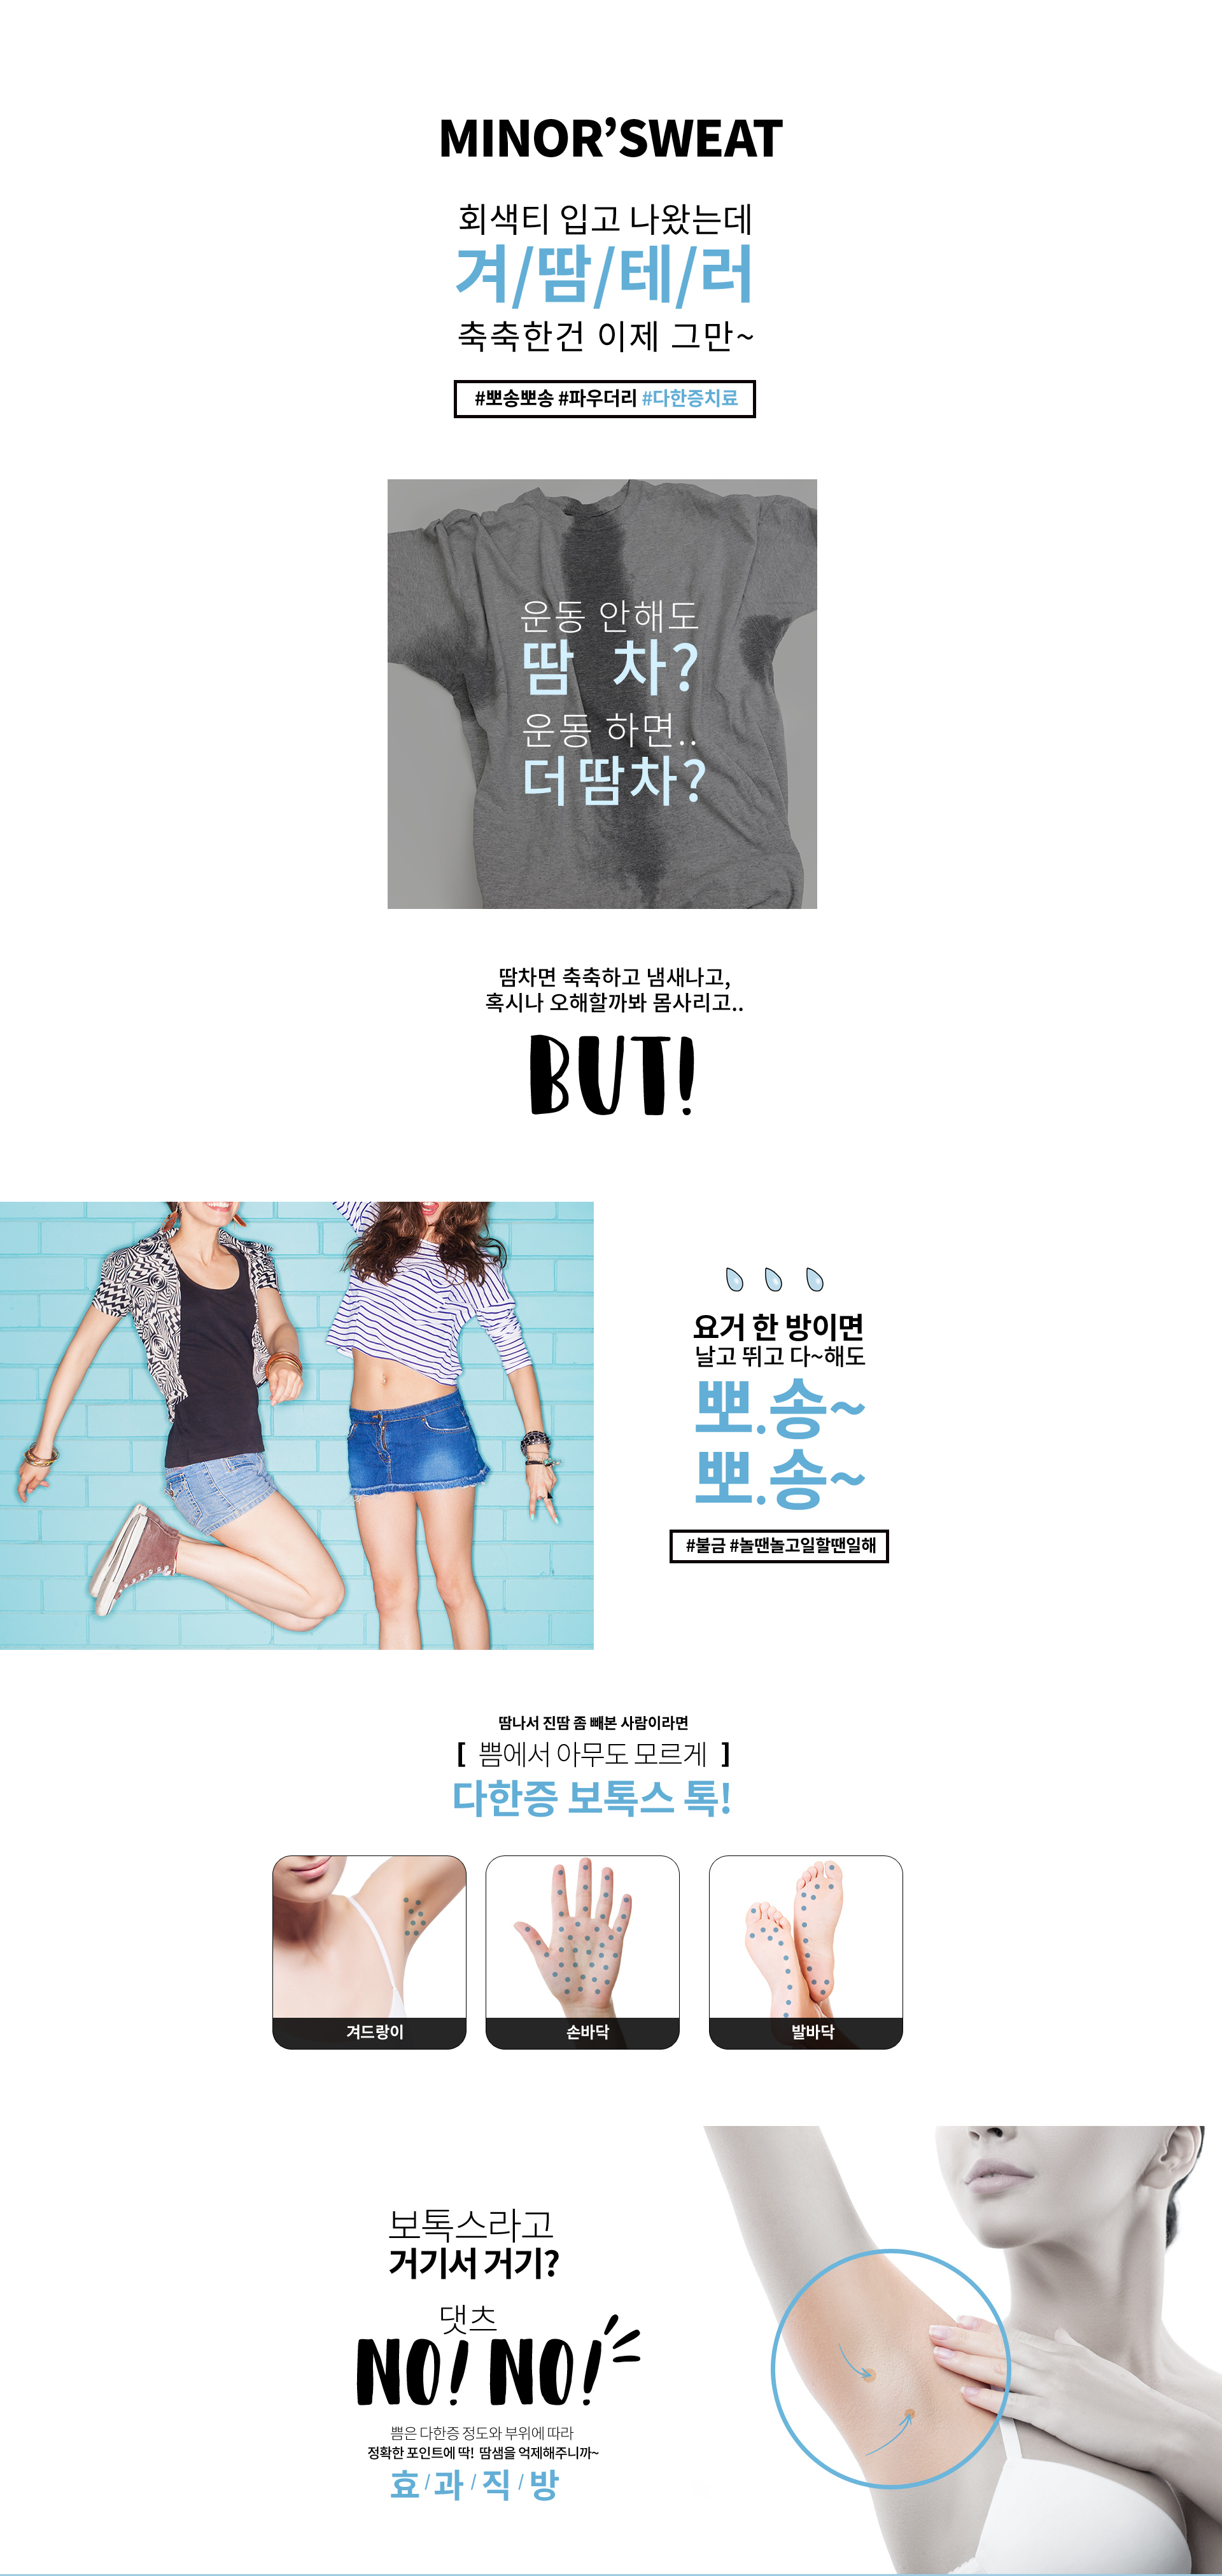 MINOR’SWEAT
회색티 입고 나왔는데
겨/땀/테/러
축축한건 이제 그만~
#뽀송뽀송 #파우더리 #다한증치료
운동 안해도
땀 차?
운동 하면..
더땀차?
땀차면 축축하고 냄새나고,
혹시나 오해할까봐 몸사리고..
BUT!
요거 한 방이면
날고 뛰고 다~해도
뽀.송~
뽀.송~
#불금 #놀땐놀고일할땐일해
땀나서 진땀 좀 빼본 사람이라면
[ 쁨에서 아무도 모르게 ]
다한증 보톡스 톡!
겨드랑이
손바닥
발바닥
보톡스라고
거기서 거기?
댓츠
NO! NO!
쁨은 다한증 정도와 부위에 따라
정확한 포인트에 딱! 땀샘을 억제해주니까~
효/과/직/방